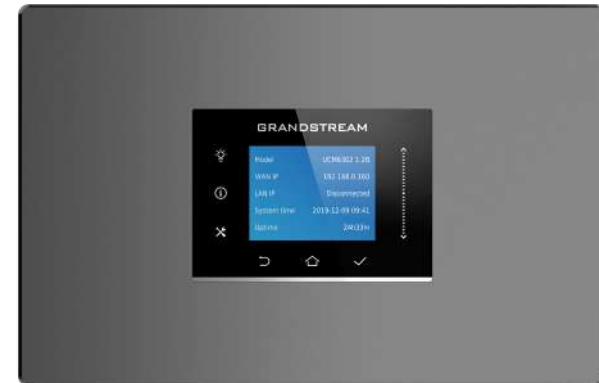 GRANDSTREAM
Model UCM6302 1.2B
WAN IP 192.168.0.160
LAN IP Disconnected
System time 2019-12-09 09:41
Uptime